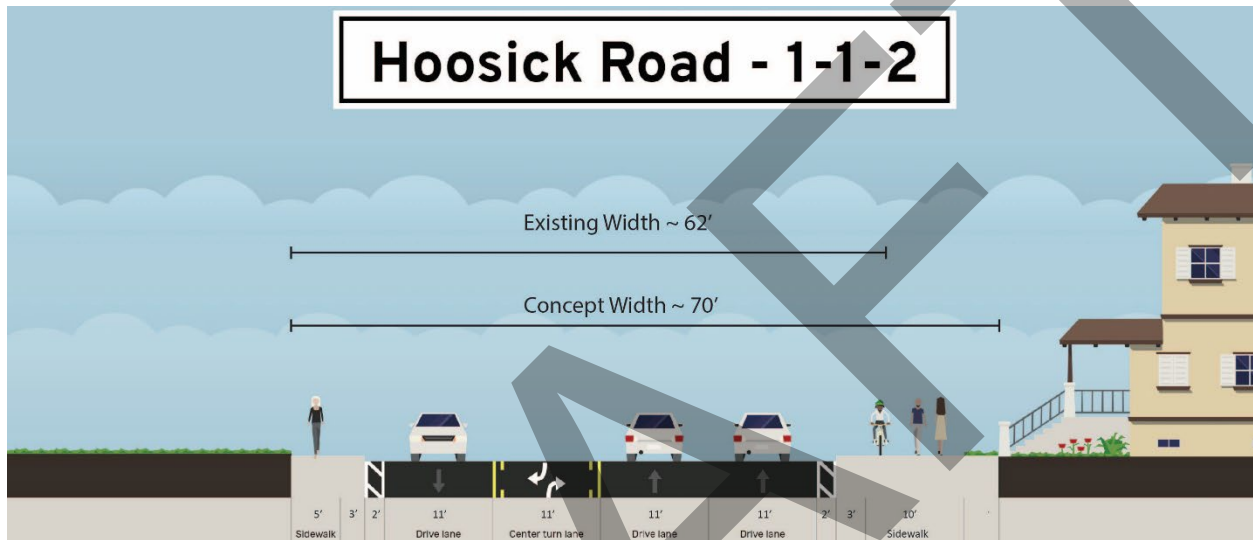 Hoosick Road - 1-1-2
Existing Width ~ 62'
Concept Width ~ 70'
5' 3' 2' 11' 11' 11' 11' 2' 3' 10'
Sidewalk Drive lane Center turn lane Drive lane Drive lane Sidewalk